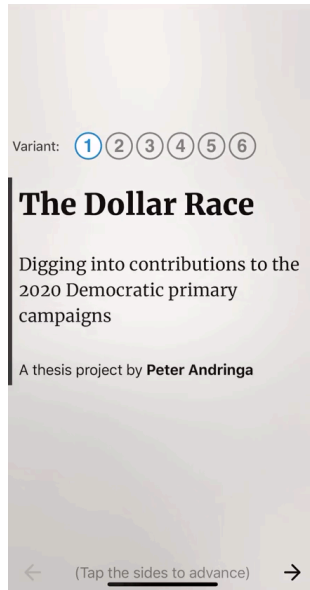 Variant: 1 2 3 4 5 6
The Dollar Race
Digging into contributions to the
2020 Democratic primary
campaigns
A thesis project by Peter Andringa
← (Tap the sides to advance) →